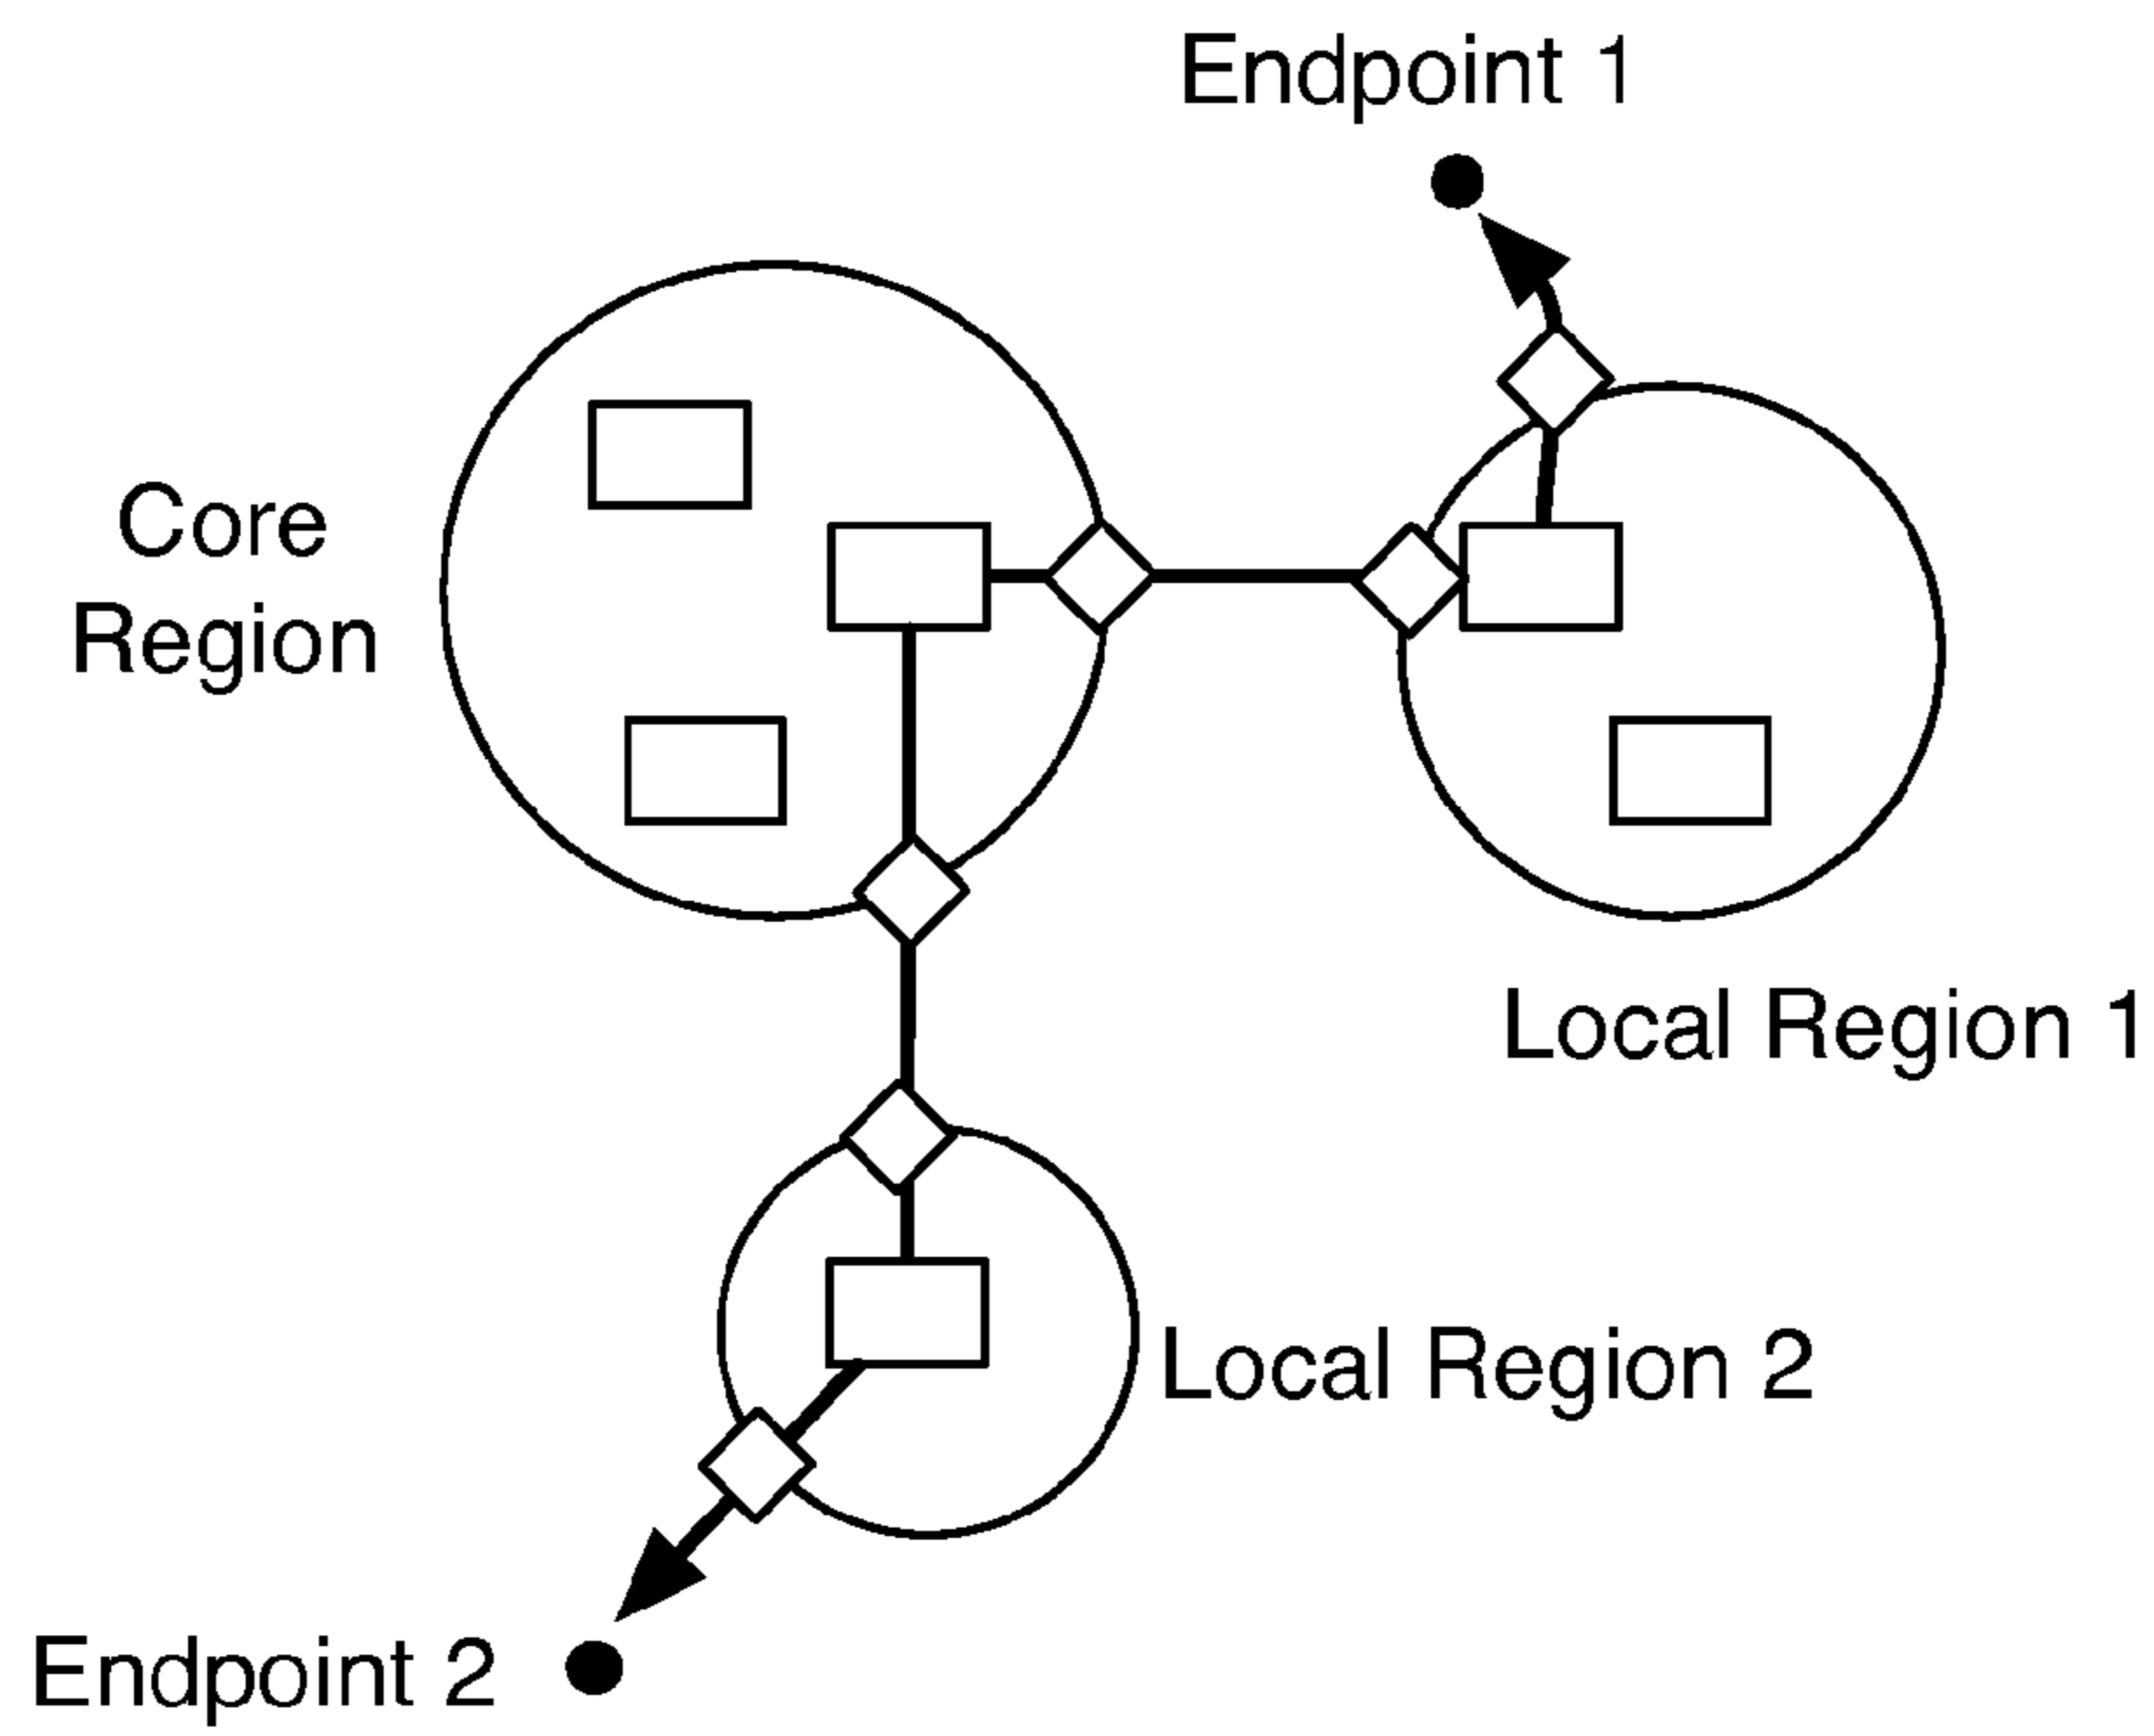 Endpoint 1
Core
Region
Local Region 1
Local Region 2
Endpoint 2